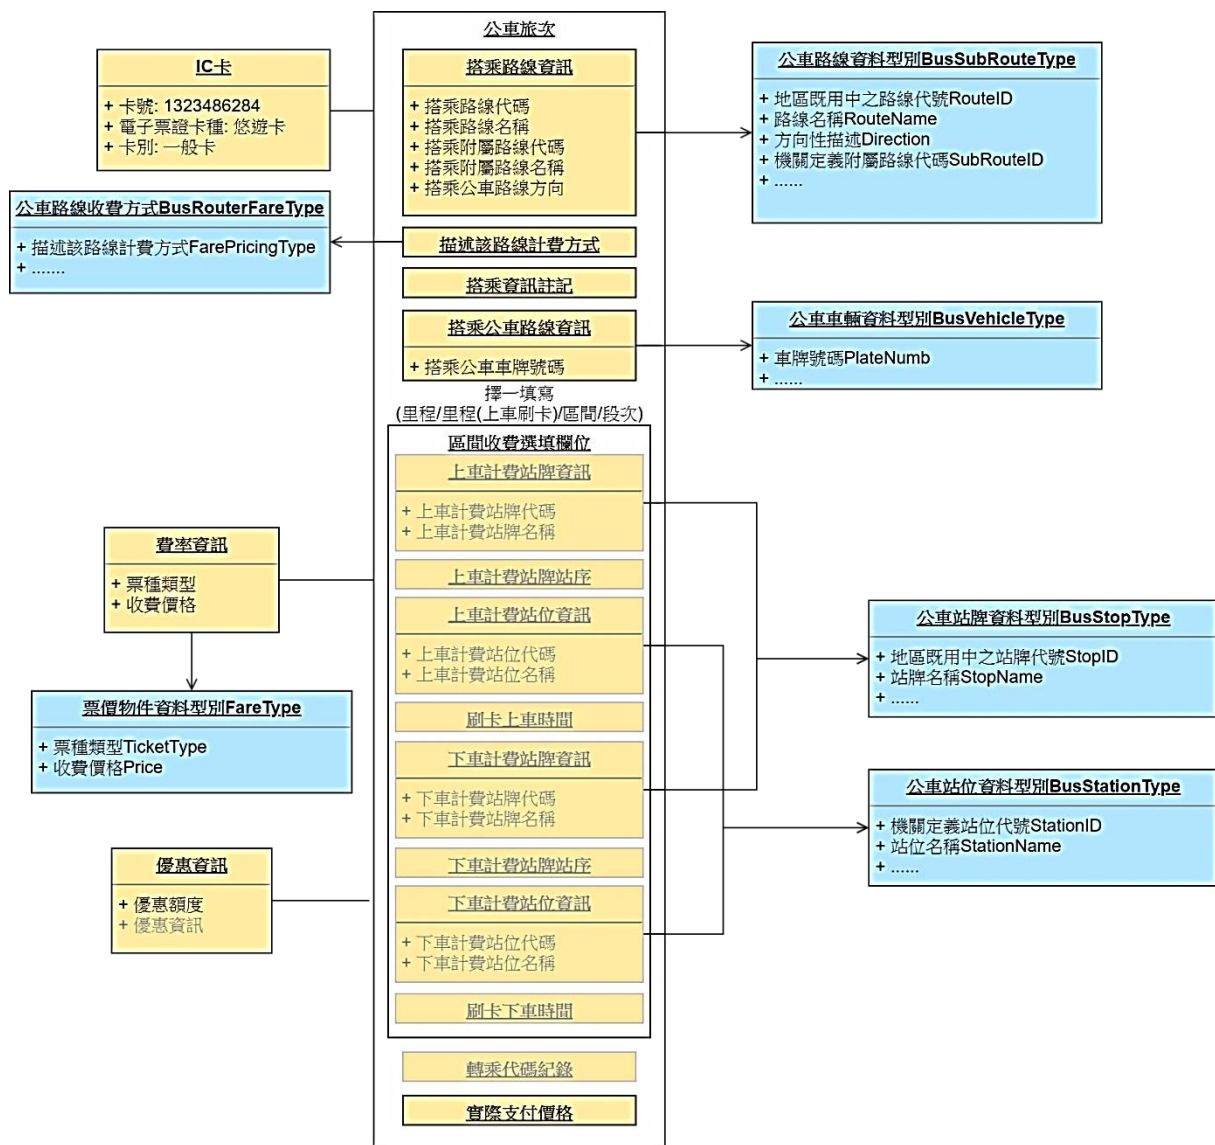 公車旅次
IC卡
+ 卡號: 1323486284
+ 電子票證卡種: 悠遊卡
+ 卡別: 一般卡
搭乘路線資訊
+ 搭乘路線代碼
+ 搭乘路線名稱
+ 搭乘附屬路線代碼
+ 搭乘附屬路線名稱
+ 搭乘公車路線方向
公車路線資料型別BusSubRouteType
+ 地區既用中之路線代號RouteID
+ 路線名稱RouteName
+ 方向性描述Direction
+ 機關定義附屬路線代碼SubRouteID
+ ......
公車路線收費方式BusRouterFareType
+ 描述該路線計費方式FarePricingType
+ .......
描述該路線計費方式
搭乘資訊註記
搭乘公車路線資訊
+ 搭乘公車車牌號碼
公車車輛資料型別BusVehicleType
+ 車牌號碼PlateNumb
+ ......
擇一填寫
(里程/里程(上車刷卡)/區間/段次)
區間收費選填欄位
上車計費站牌資訊
+ 上車計費站牌代碼
+ 上車計費站牌名稱
上車計費站牌站序
上車計費站位資訊
+ 上車計費站位代碼
+ 上車計費站位名稱
刷卡上車時間
下車計費站牌資訊
+ 下車計費站牌代碼
+ 下車計費站牌名稱
下車計費站牌站序
下車計費站位資訊
+ 下車計費站位代碼
+ 下車計費站位名稱
刷卡下車時間
轉乘代碼紀錄
實際支付價格
費率資訊
+ 票種類型
+ 收費價格
票價物件資料型別FareType
+ 票種類型TicketType
+ 收費價格Price
優惠資訊
+ 優惠額度
+ 優惠資訊
公車站牌資料型別BusStopType
+ 地區既用中之站牌代號StopID
+ 站牌名稱StopName
+ ......
公車站位資料型別BusStationType
+ 機關定義站位代號StationID
+ 站位名稱StationName
+ ......